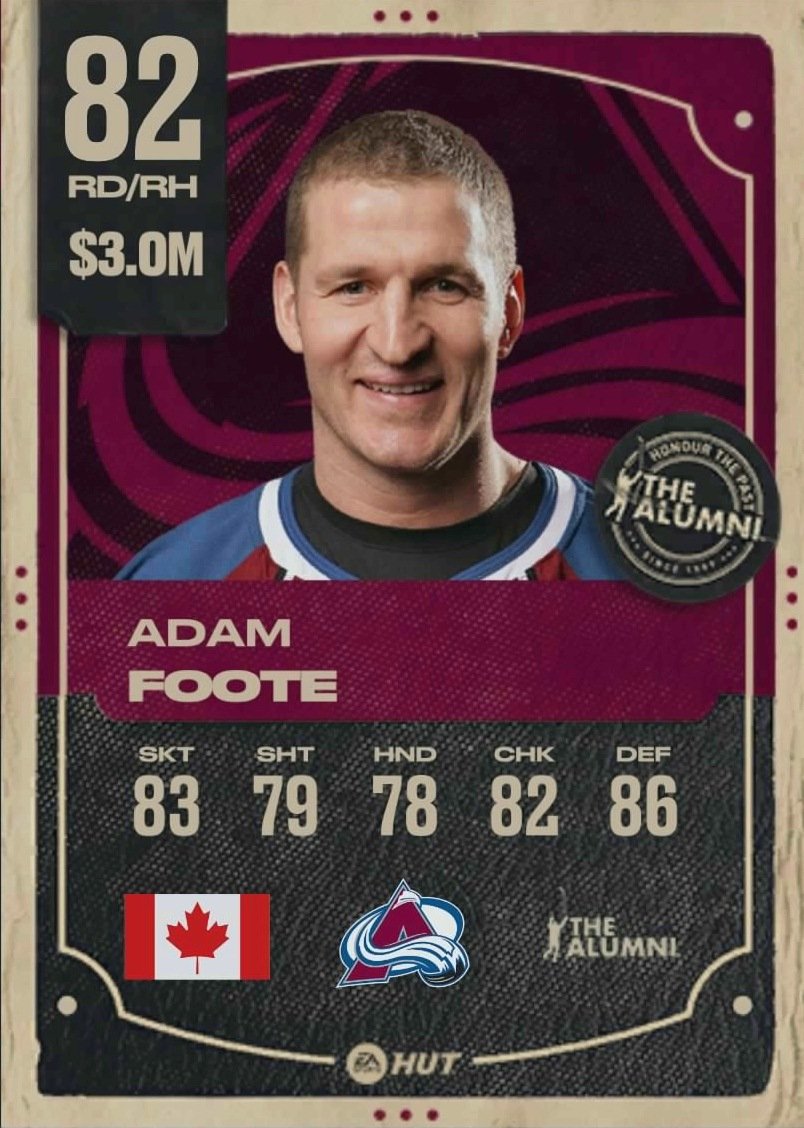 82
RD/RH
$3.0M
HONOUR THE PAST
THE
ALUMNI
SINCE 1999
ADAM
FOOTE
SKT SHT HND CHK DEF
83 79 78 82 86
A
THE
ALUMNI
EA
SPORTS
HUT